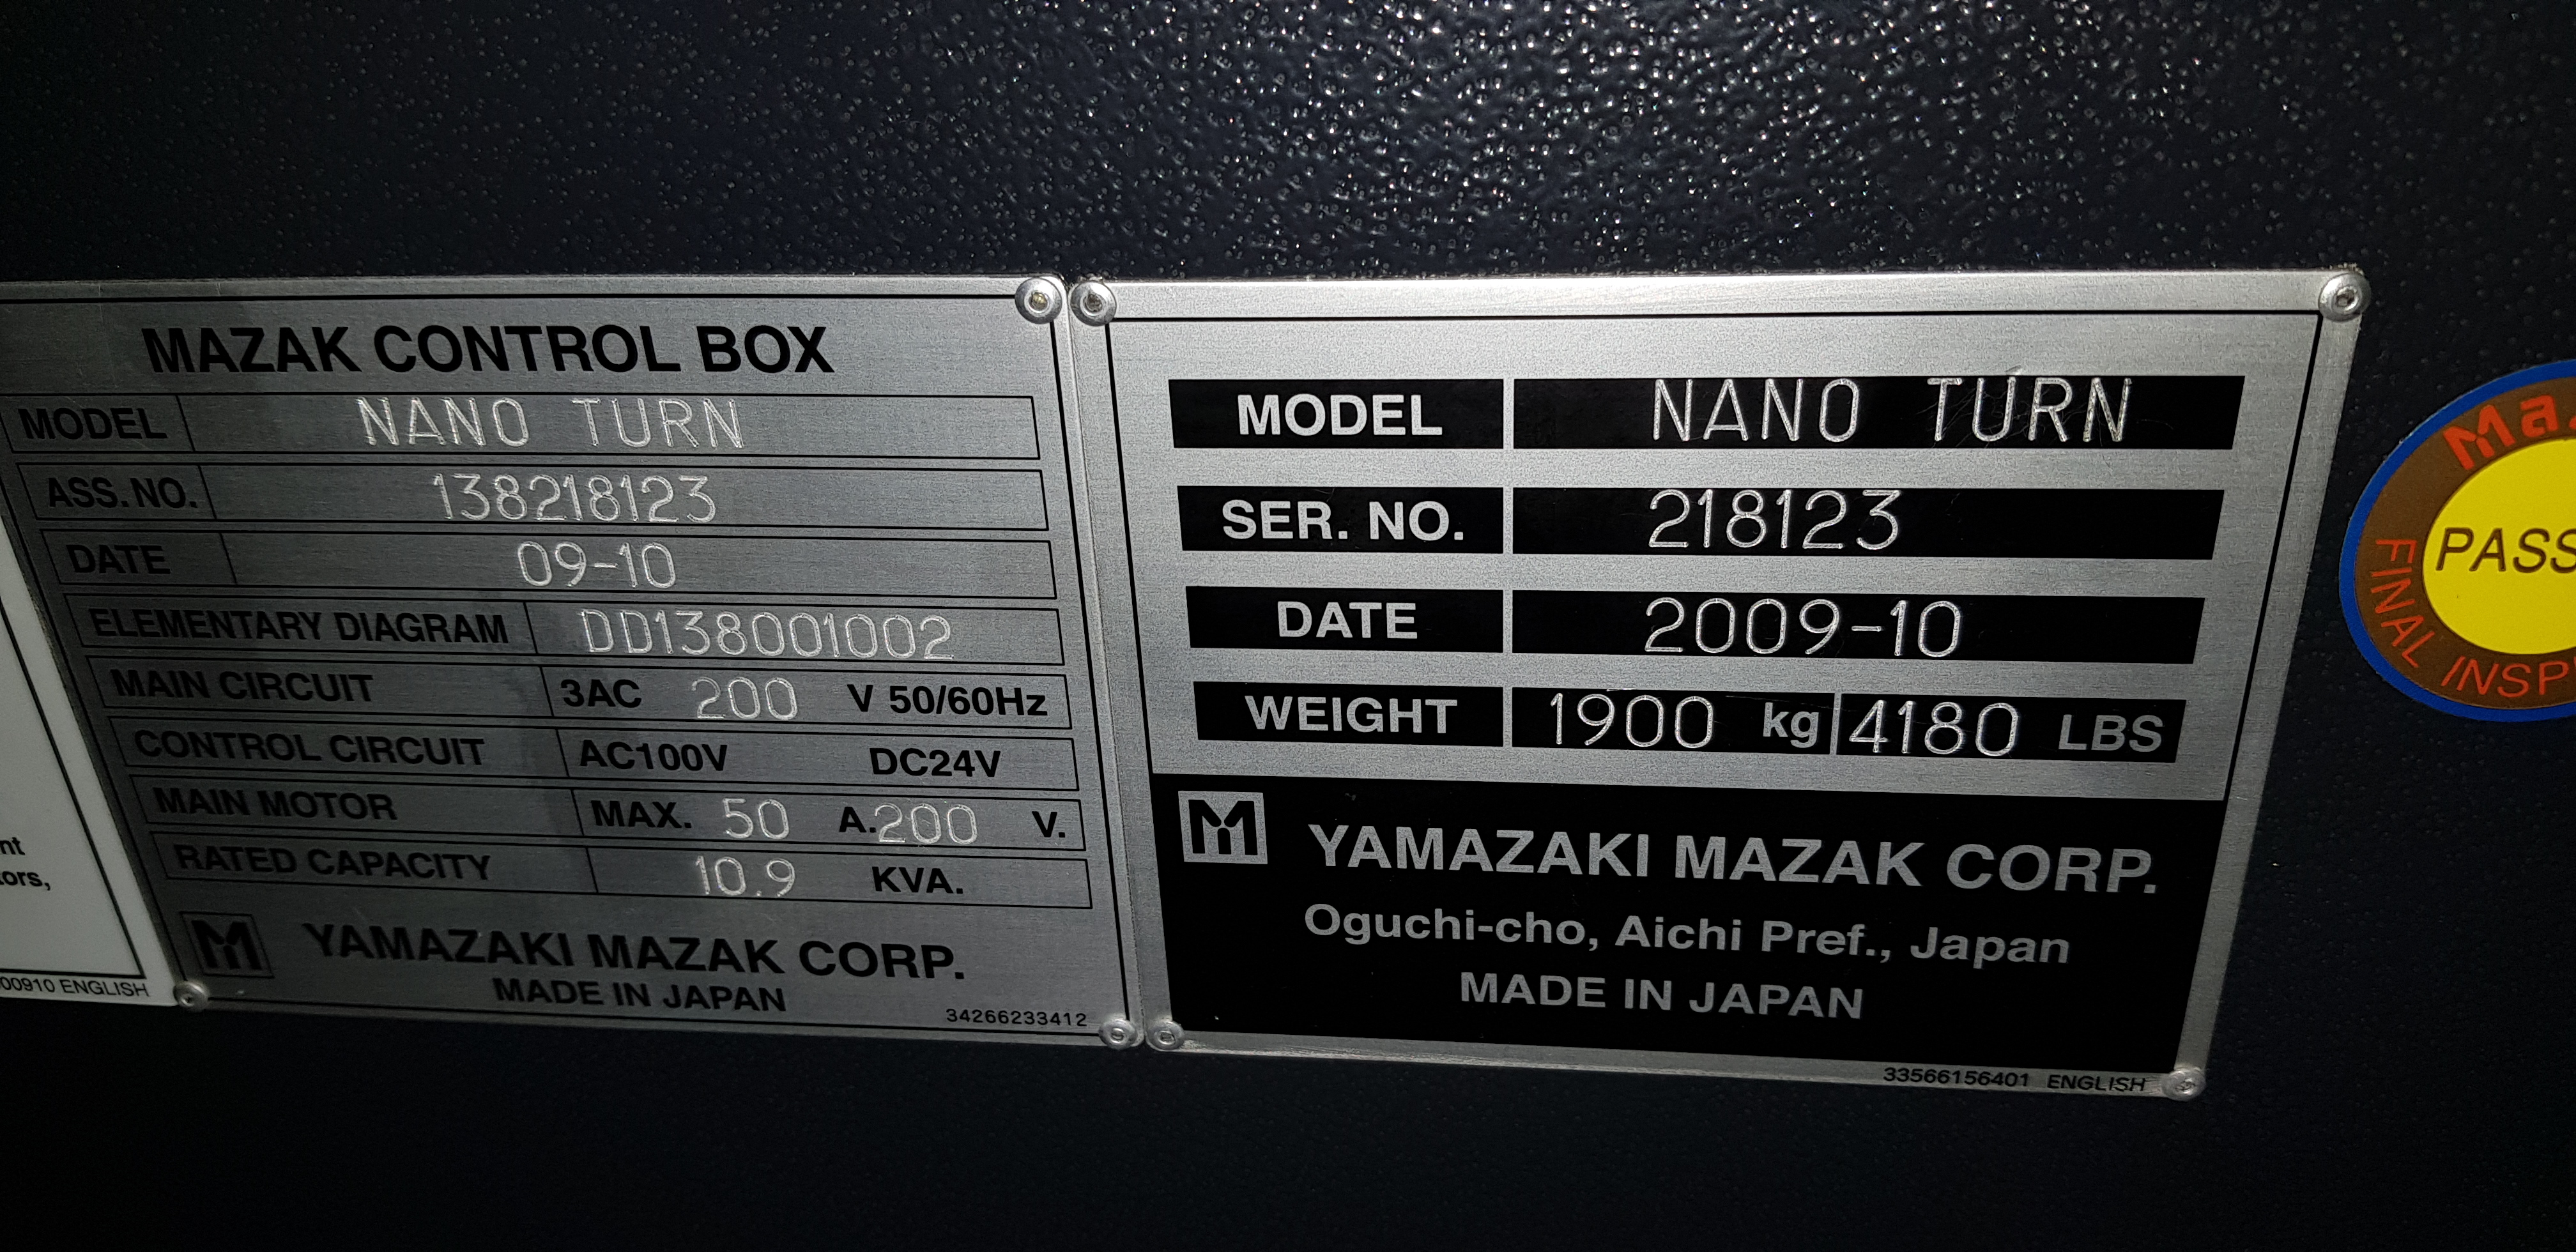 MAZAK CONTROL BOX
MODEL NANO TURN
ASS. NO. 138218123
DATE 09-10
ELEMENTARY DIAGRAM DD138001002
MAIN CIRCUIT 3AC 200 V 50/60Hz
CONTROL CIRCUIT AC100V DC24V
MAIN MOTOR MAX. 50 A. 200 V.
RATED CAPACITY 10.9 KVA.
YAMAZAKI MAZAK CORP.
MADE IN JAPAN
34266233412
MODEL NANO TURN
SER. NO. 218123
DATE 2009-10
WEIGHT 1900 kg 4180 LBS
YAMAZAKI MAZAK CORP.
Oguchi-cho, Aichi Pref., Japan
MADE IN JAPAN
33566156401 ENGLISH
00910 ENGLISH
FINAL